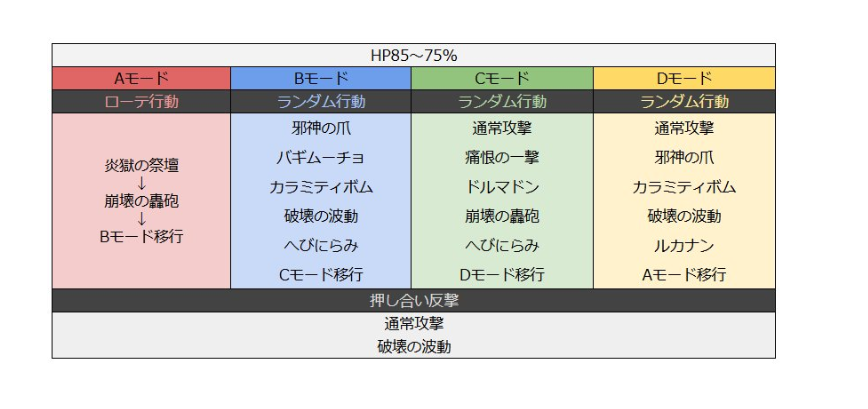 HP85～75%
Aモード Bモード Cモード Dモード
ローテ行動 ランダム行動 ランダム行動 ランダム行動
炎獄の祭壇
↓
崩壊の轟砲
↓
Bモード移行
邪神の爪
バギムーチョ
カラミティボム
破壊の波動
へびにらみ
Cモード移行
通常攻撃
痛恨の一撃
ドルマドン
崩壊の轟砲
へびにらみ
Dモード移行
通常攻撃
邪神の爪
カラミティボム
破壊の波動
ルカナン
Aモード移行
押し合い反撃
通常攻撃
破壊の波動